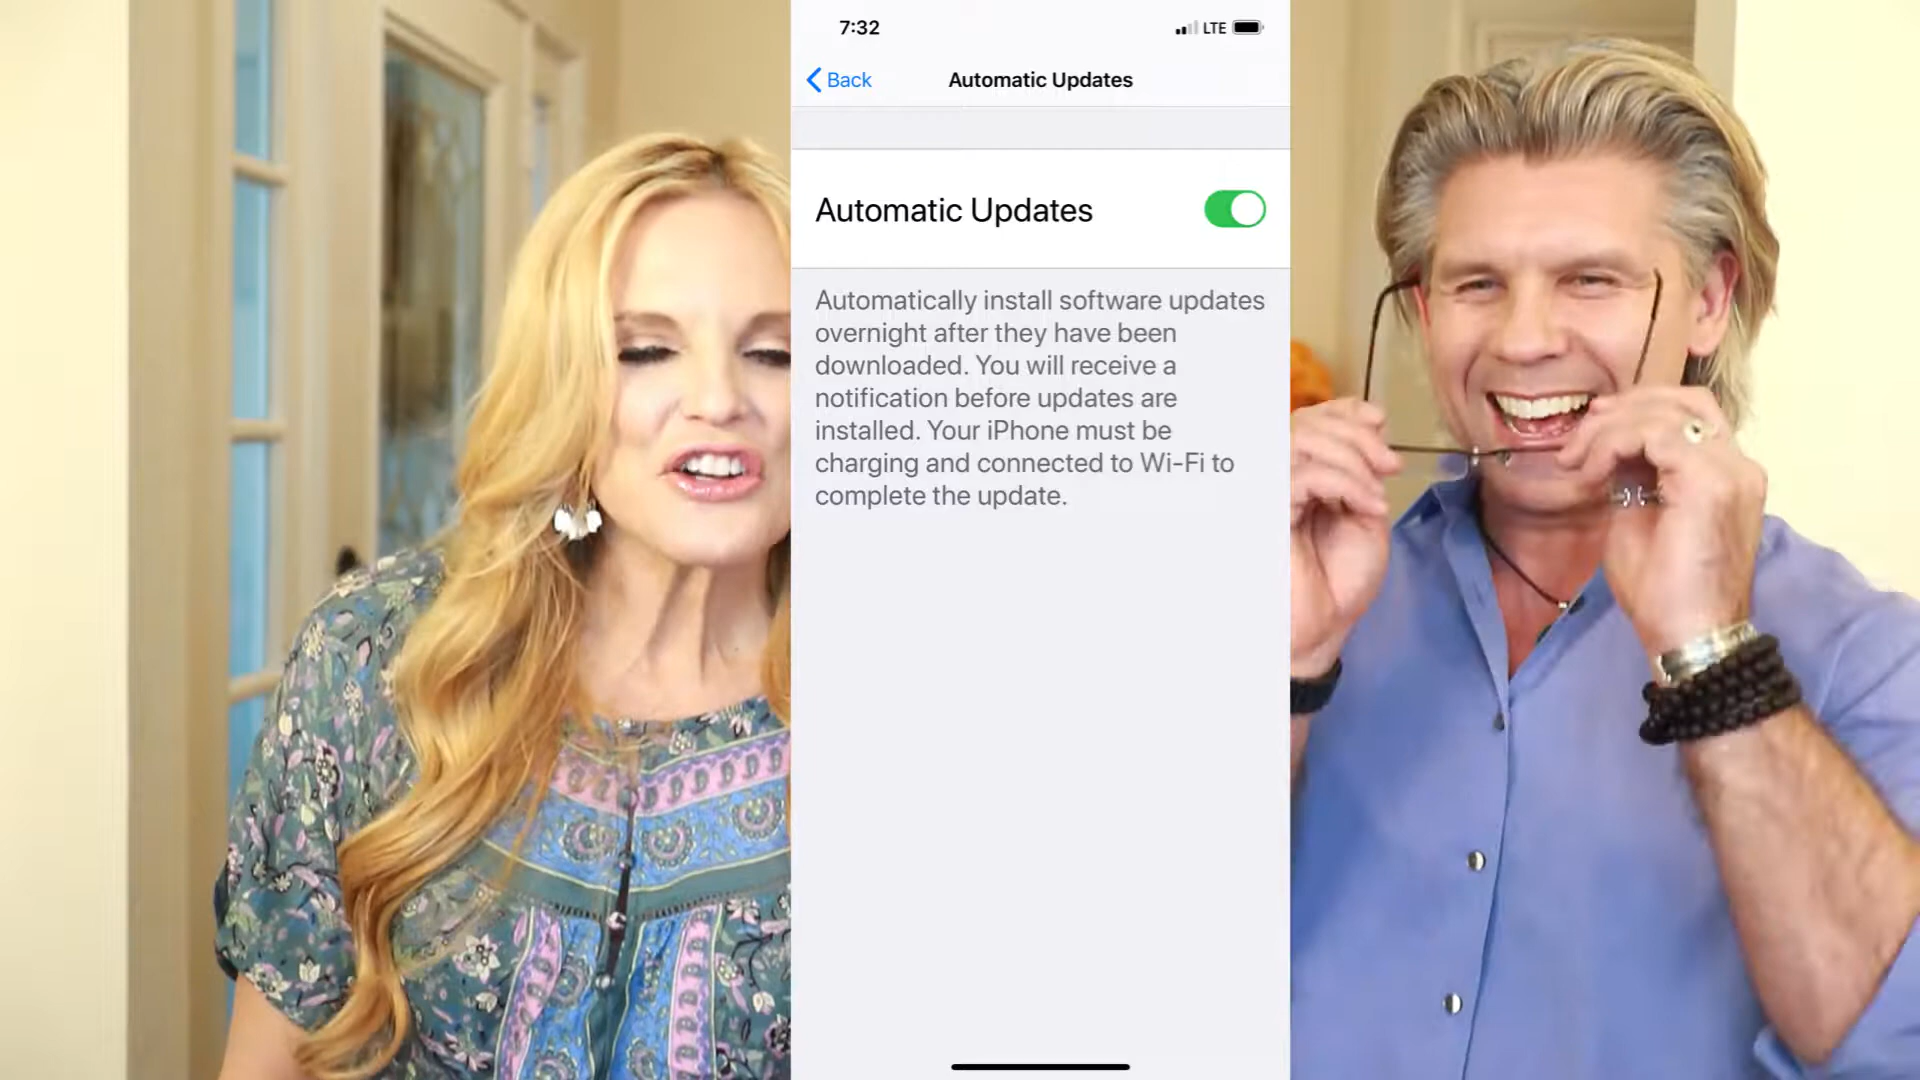 7:32
LTE
Back
Automatic Updates
Automatic Updates
Automatically install software updates
overnight after they have been
downloaded. You will receive a
notification before updates are
installed. Your iPhone must be
charging and connected to Wi-Fi to
complete the update.